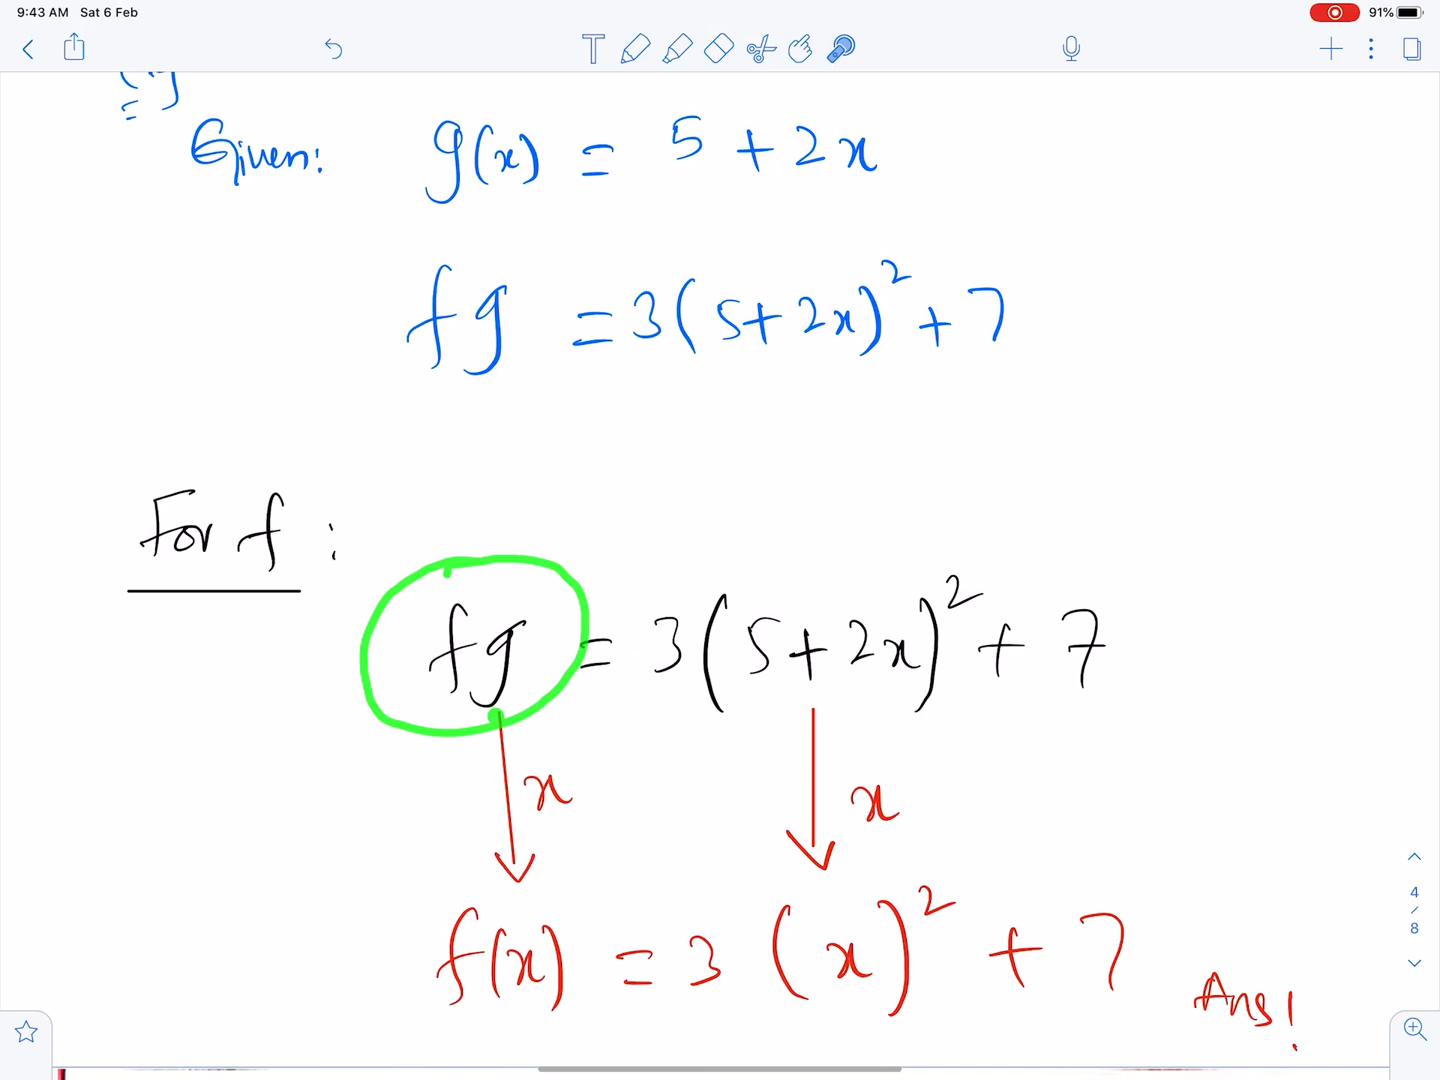 9:43 AM Sat 6 Feb
91%
T
Given: g(x) = 5 + 2x
fg = 3(5+2x)² + 7
For f :
fg = 3(5+2x)² + 7
x x
f(x) = 3(x)² + 7
Ans!
4
/
8